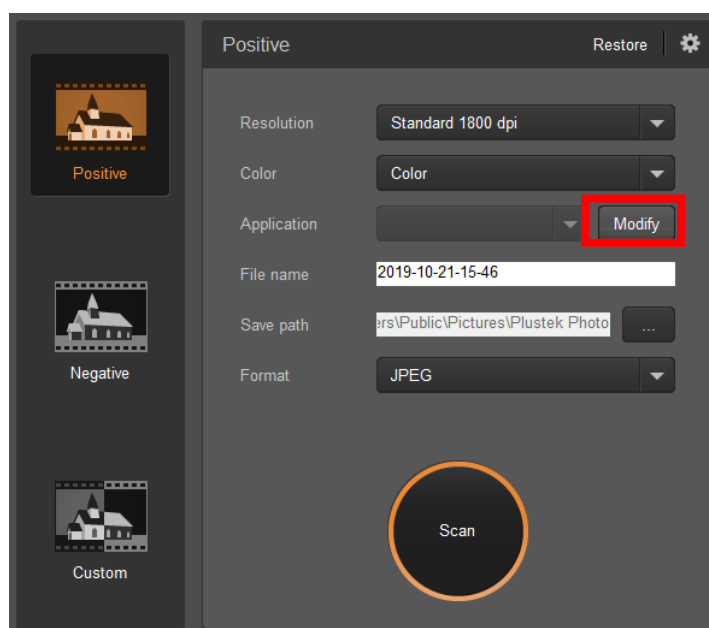 Positive
Restore
Resolution
Standard 1800 dpi
Positive
Color
Color
Application
Modify
File name
2019-10-21-15-46
Save path
ers\Public\Pictures\Plustek Photo
...
Negative
Format
JPEG
Scan
Custom